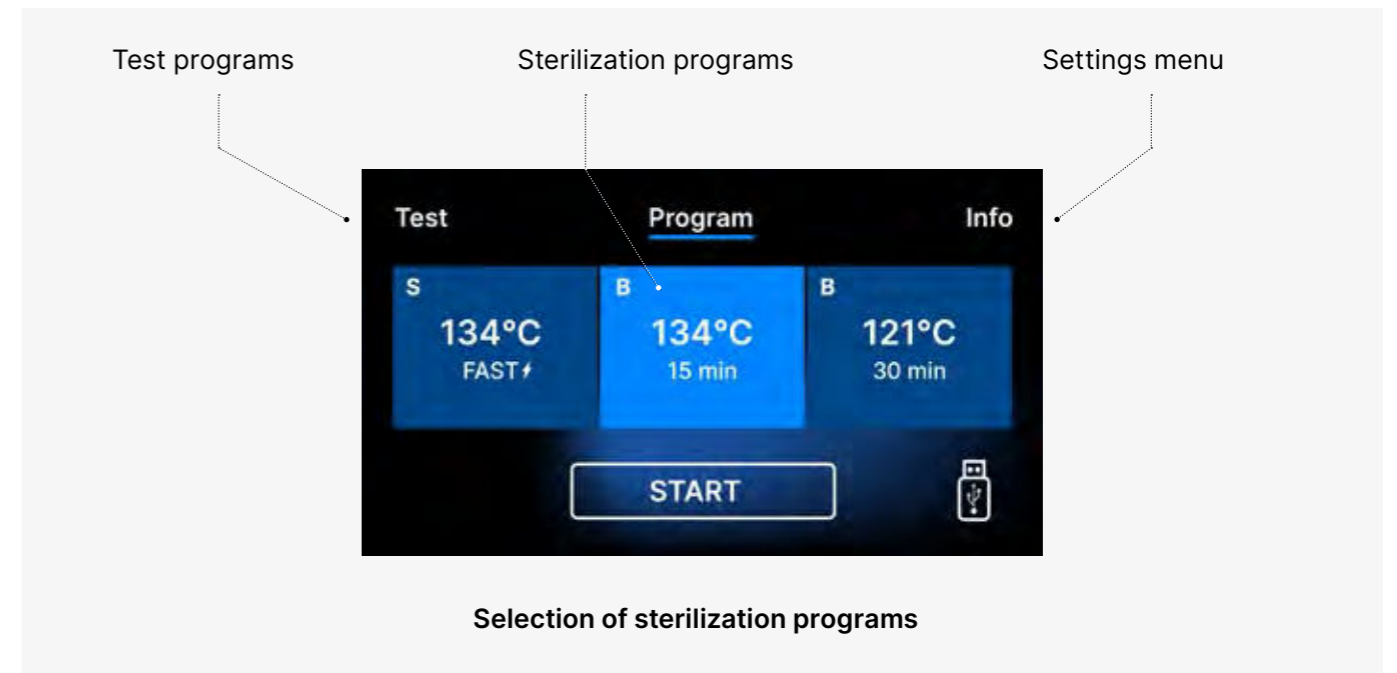 Test programs Sterilization programs Settings menu
Test Program Info
S B B
134°C 134°C 121°C
FAST 15 min 30 min
START
Selection of sterilization programs